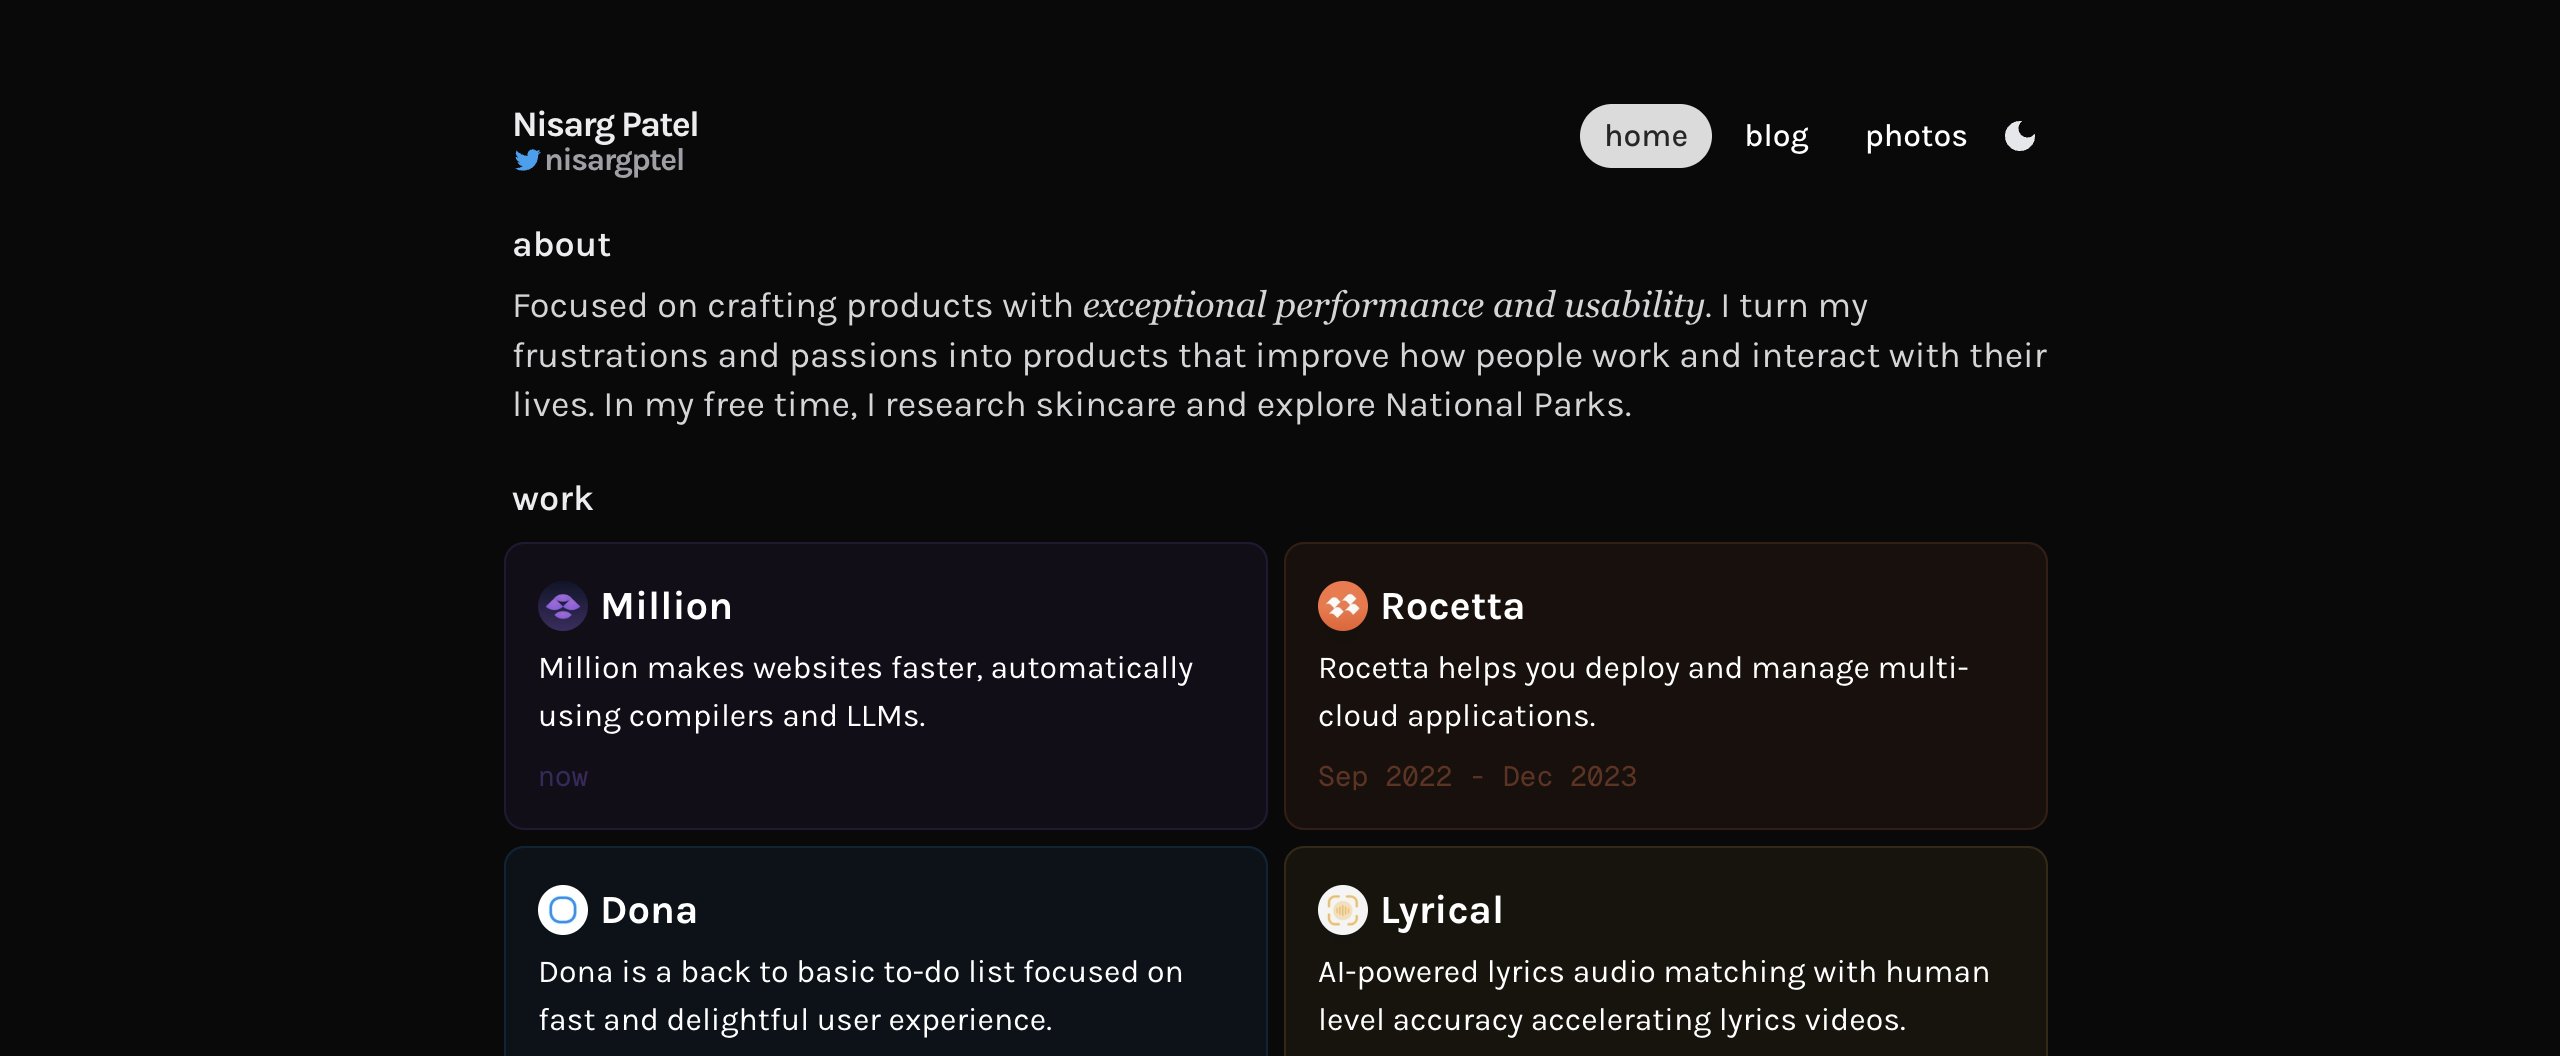 Nisarg Patel
nisargptel
home
blog
photos
about
Focused on crafting products with exceptional performance and usability. I turn my
frustrations and passions into products that improve how people work and interact with their
lives. In my free time, I research skincare and explore National Parks.
work
Million
Million makes websites faster, automatically
using compilers and LLMs.
now
Rocetta
Rocetta helps you deploy and manage multi-
cloud applications.
Sep 2022 - Dec 2023
Dona
Dona is a back to basic to-do list focused on
fast and delightful user experience.
Lyrical
AI-powered lyrics audio matching with human
level accuracy accelerating lyrics videos.